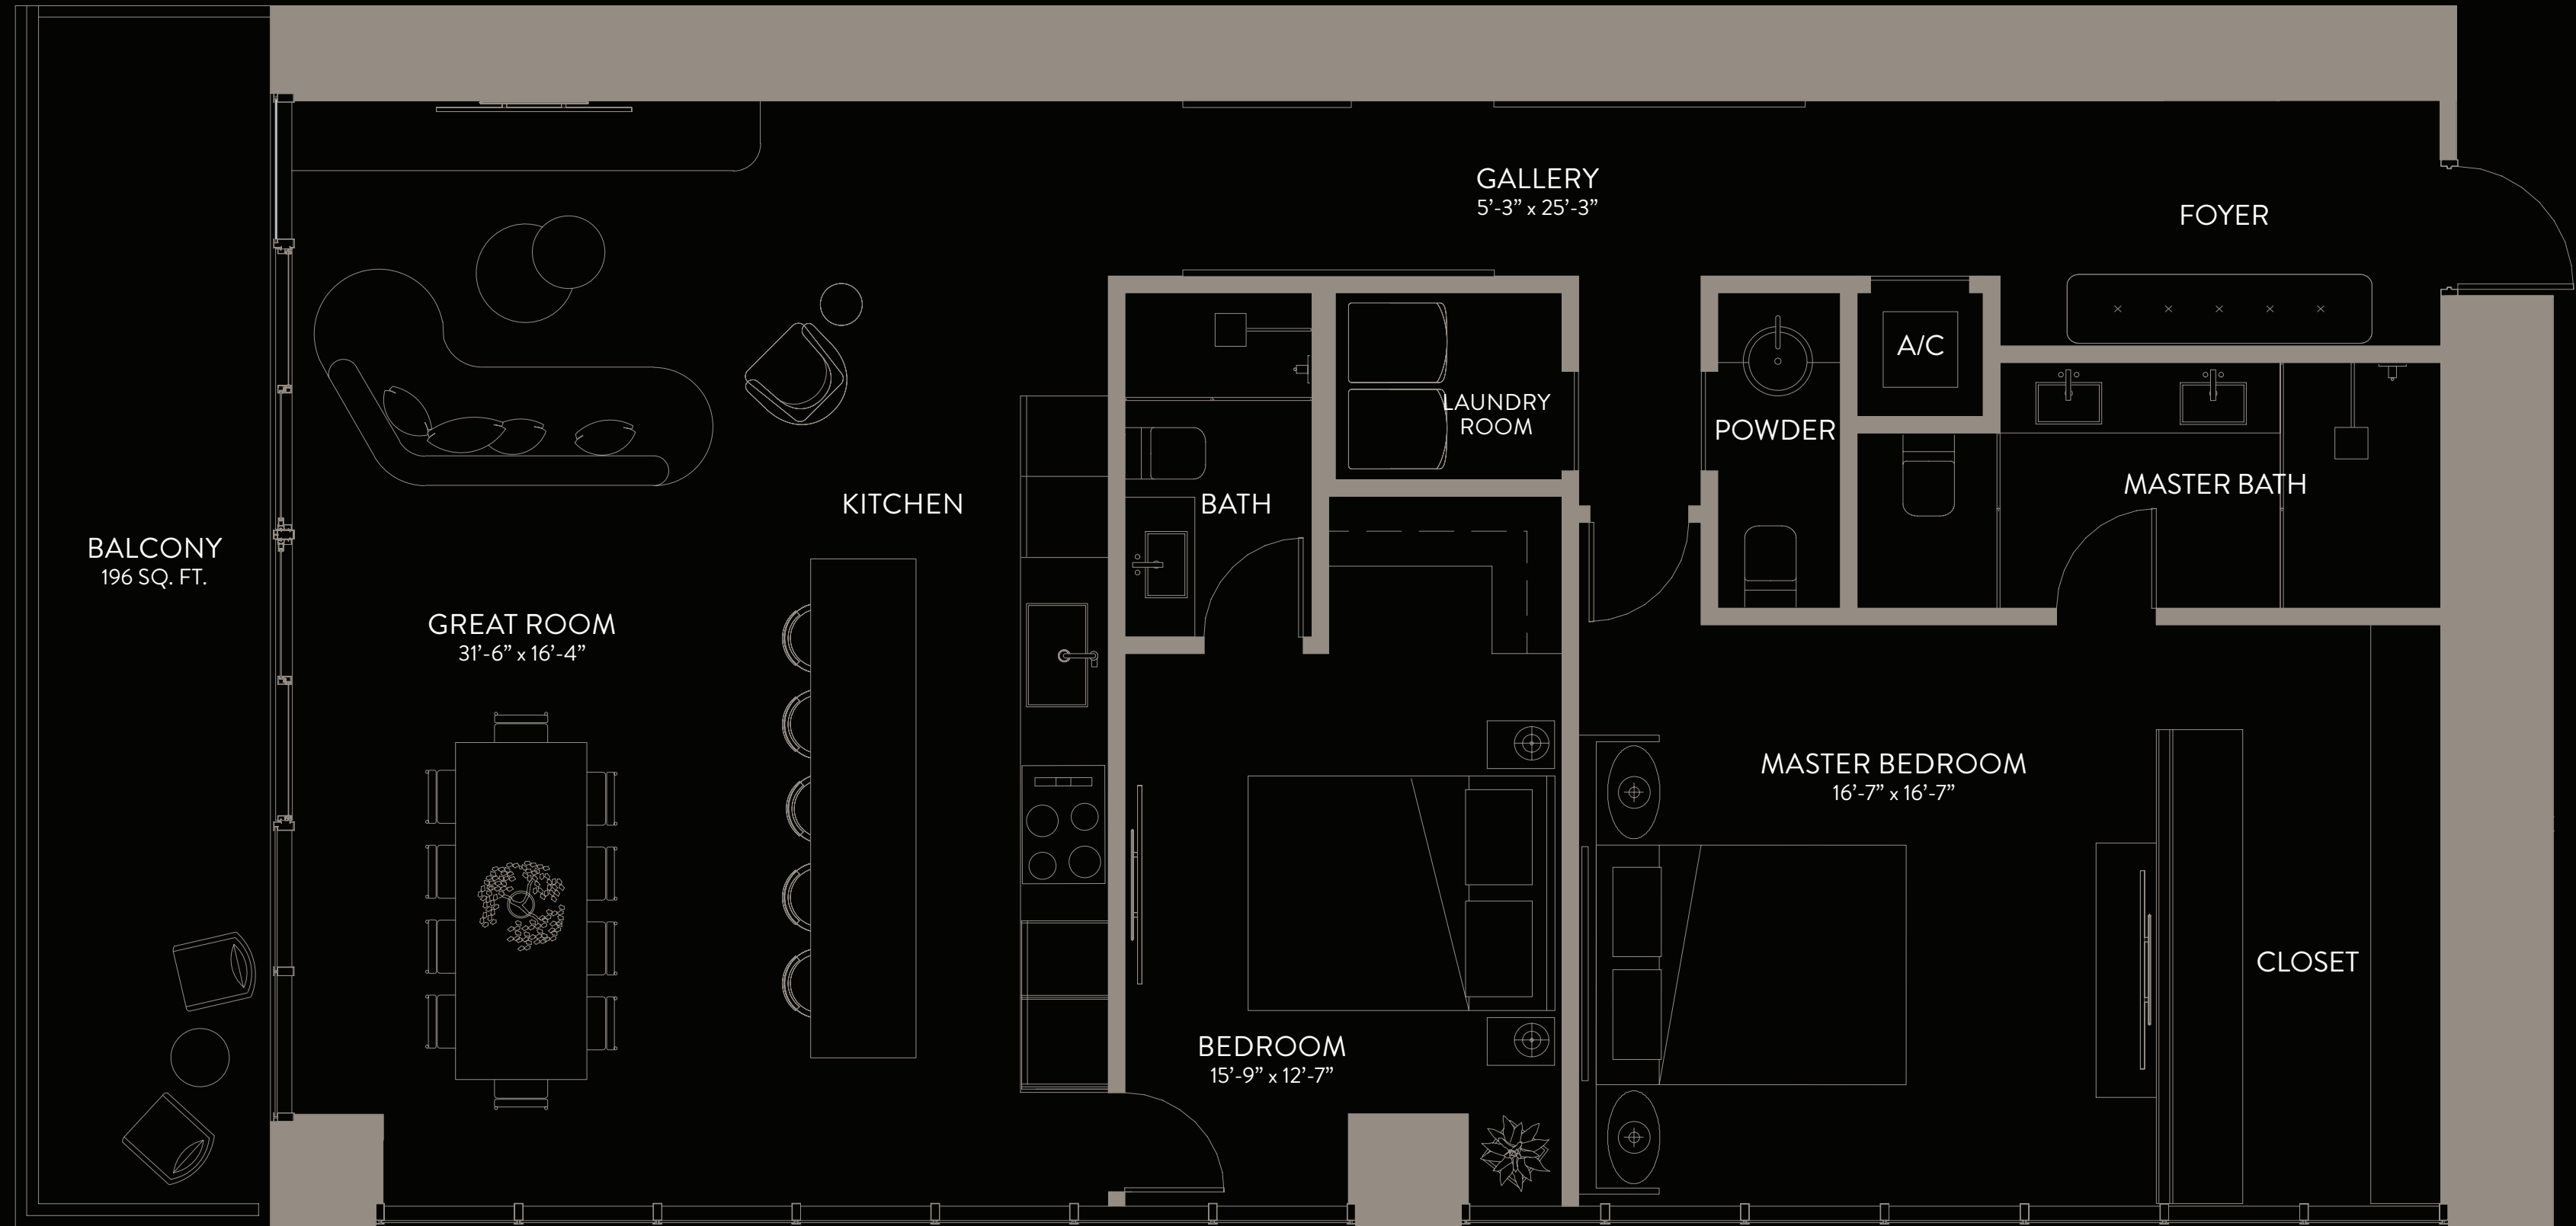 GALLERY
5’-3” x 25’-3”
FOYER
A/C
LAUNDRY
ROOM
POWDER
MASTER BATH
KITCHEN
BATH
BALCONY
196 SQ. FT.
GREAT ROOM
31’-6” x 16’-4”
MASTER BEDROOM
16’-7” x 16’-7”
CLOSET
BEDROOM
15’-9” x 12’-7”